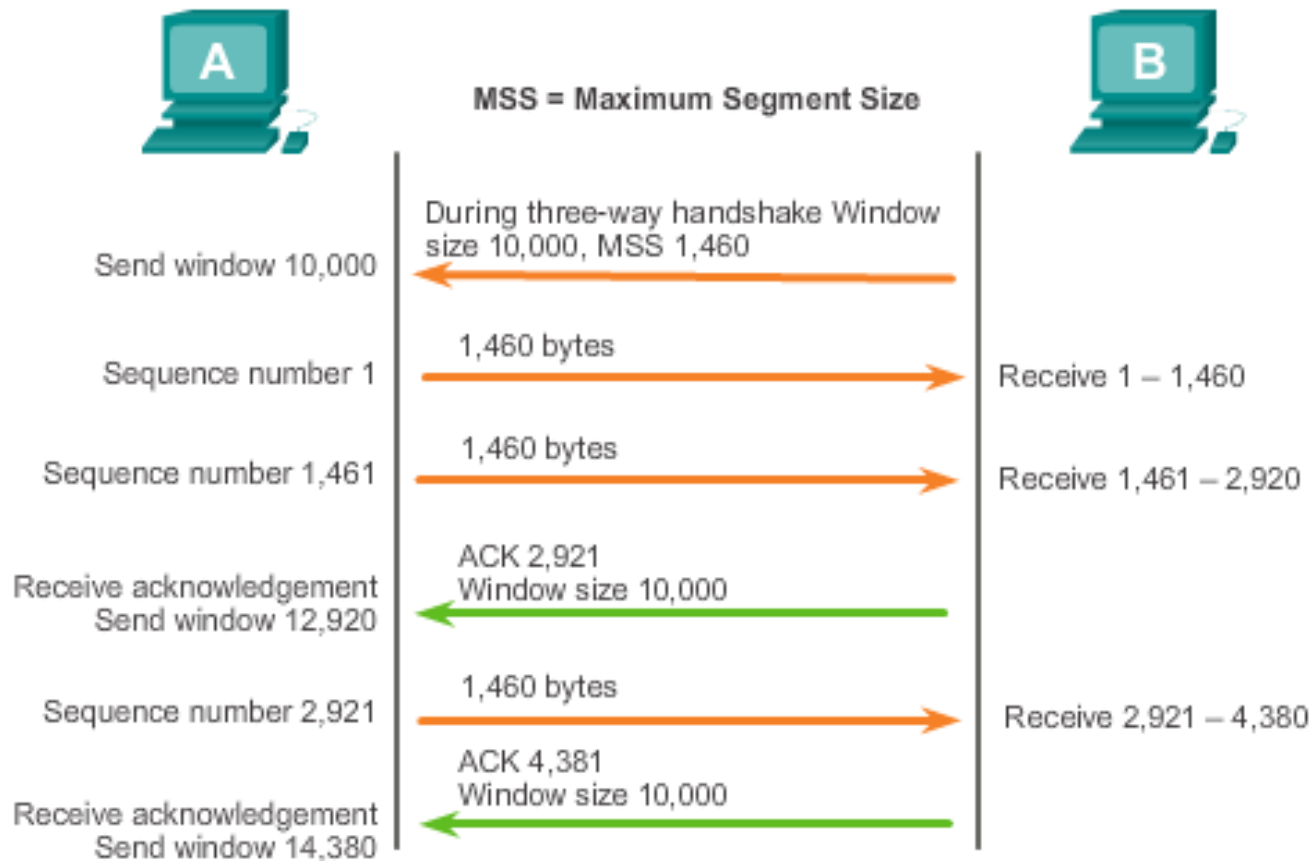 A
B
MSS = Maximum Segment Size
During three-way handshake Window
size 10,000, MSS 1,460
Send window 10,000
1,460 bytes
Sequence number 1
Receive 1 – 1,460
1,460 bytes
Sequence number 1,461
Receive 1,461 – 2,920
ACK 2,921
Window size 10,000
Receive acknowledgement
Send window 12,920
1,460 bytes
Sequence number 2,921
Receive 2,921 – 4,380
ACK 4,381
Window size 10,000
Receive acknowledgement
Send window 14,380